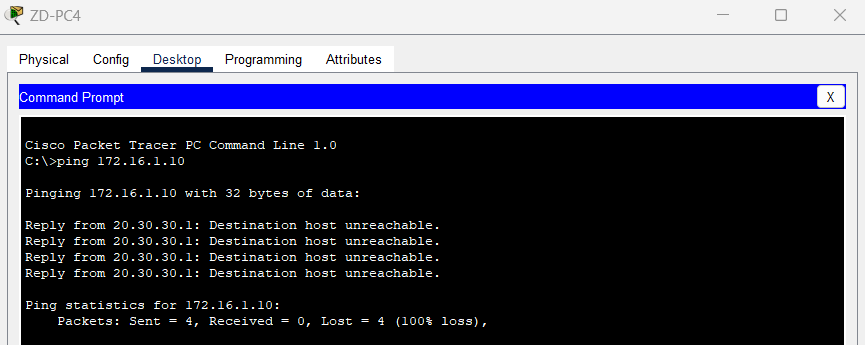 ZD-PC4
Physical Config Desktop Programming Attributes
Command Prompt X
Cisco Packet Tracer PC Command Line 1.0
C:\>ping 172.16.1.10
Pinging 172.16.1.10 with 32 bytes of data:
Reply from 20.30.30.1: Destination host unreachable.
Reply from 20.30.30.1: Destination host unreachable.
Reply from 20.30.30.1: Destination host unreachable.
Reply from 20.30.30.1: Destination host unreachable.
Ping statistics for 172.16.1.10:
Packets: Sent = 4, Received = 0, Lost = 4 (100% loss),